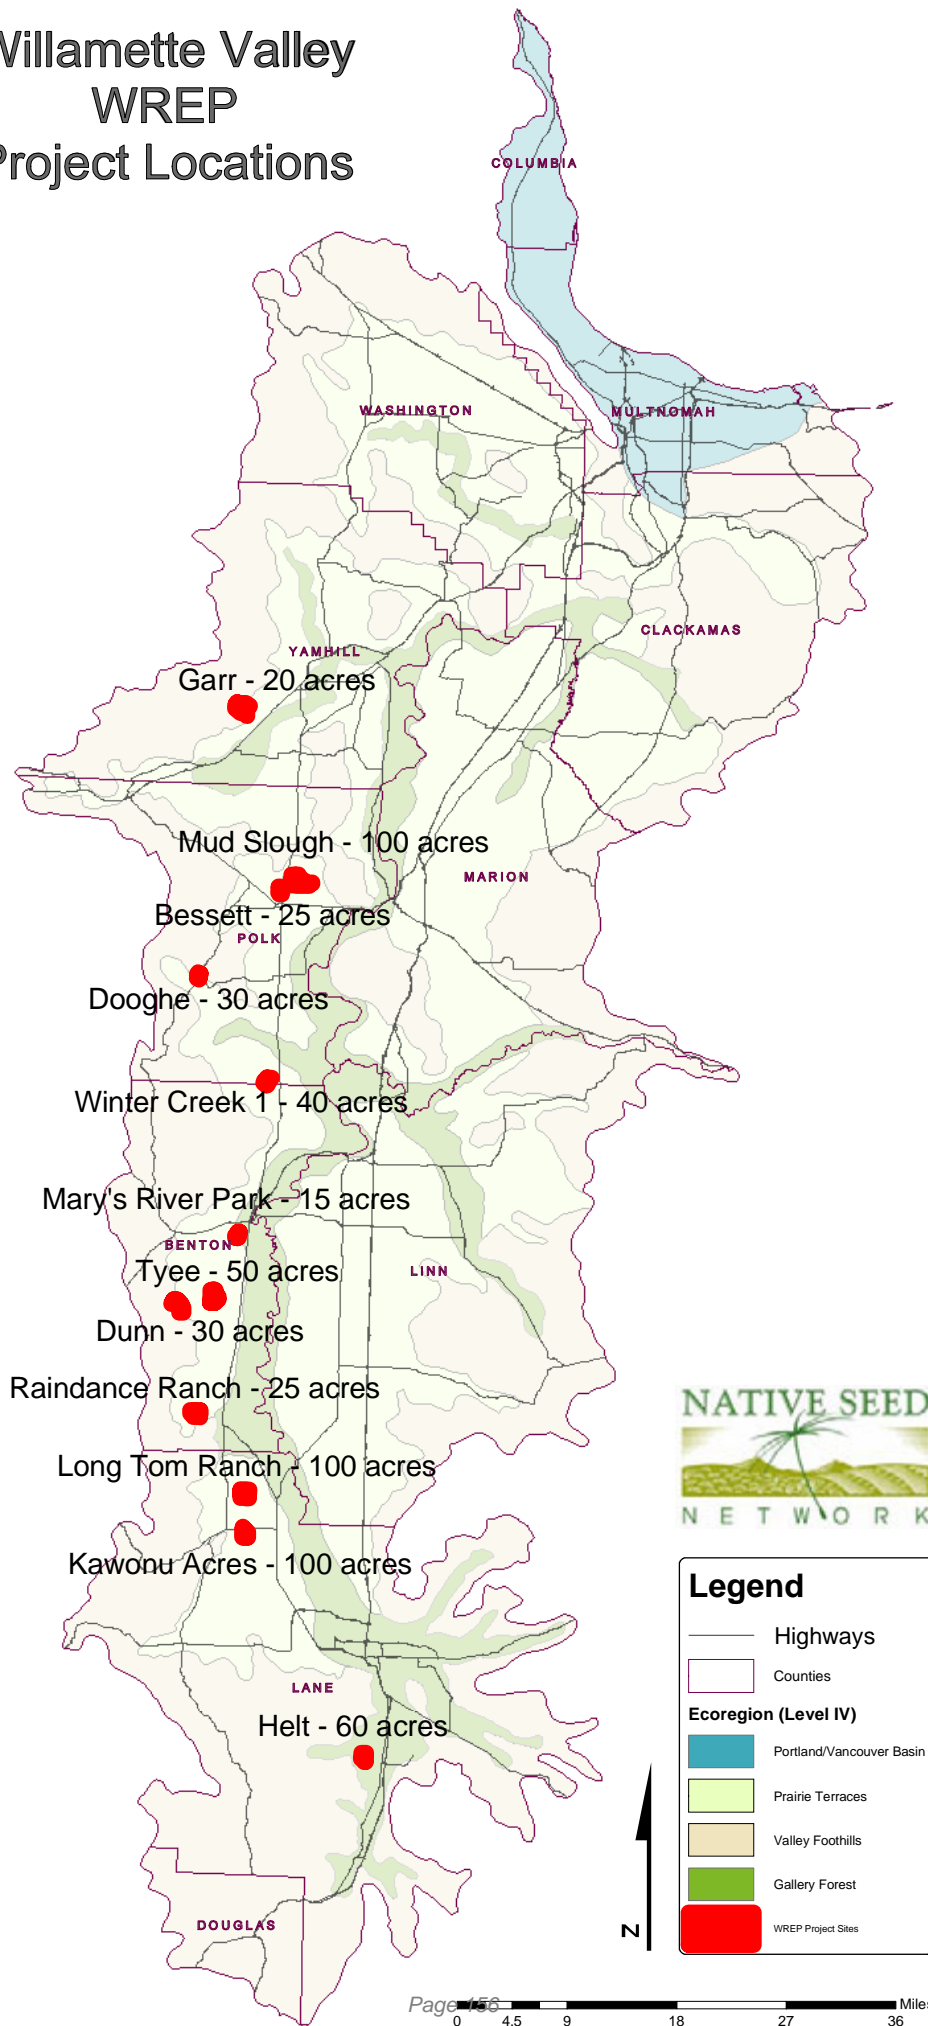 Willamette Valley
WREP
Project Locations
COLUMBIA
WASHINGTON
MULTNOMAH
CLACKAMAS
YAMHILL
Garr - 20 acres
Mud Slough - 100 acres
MARION
Bessett - 25 acres
POLK
Dooghe - 30 acres
Winter Creek 1 - 40 acres
Mary's River Park - 15 acres
BENTON
Tyee - 50 acres
LINN
Dunn - 30 acres
Raindance Ranch - 25 acres
Long Tom Ranch - 100 acres
Kawonu Acres - 100 acres
LANE
Helt - 60 acres
DOUGLAS
NATIVE SEED
NETWORK
Legend
Highways
Counties
Ecoregion (Level IV)
Portland/Vancouver Basin
Prairie Terraces
Valley Foothills
Gallery Forest
WREP Project Sites
N
Page 156
Miles
0 4.5 9 18 27 36